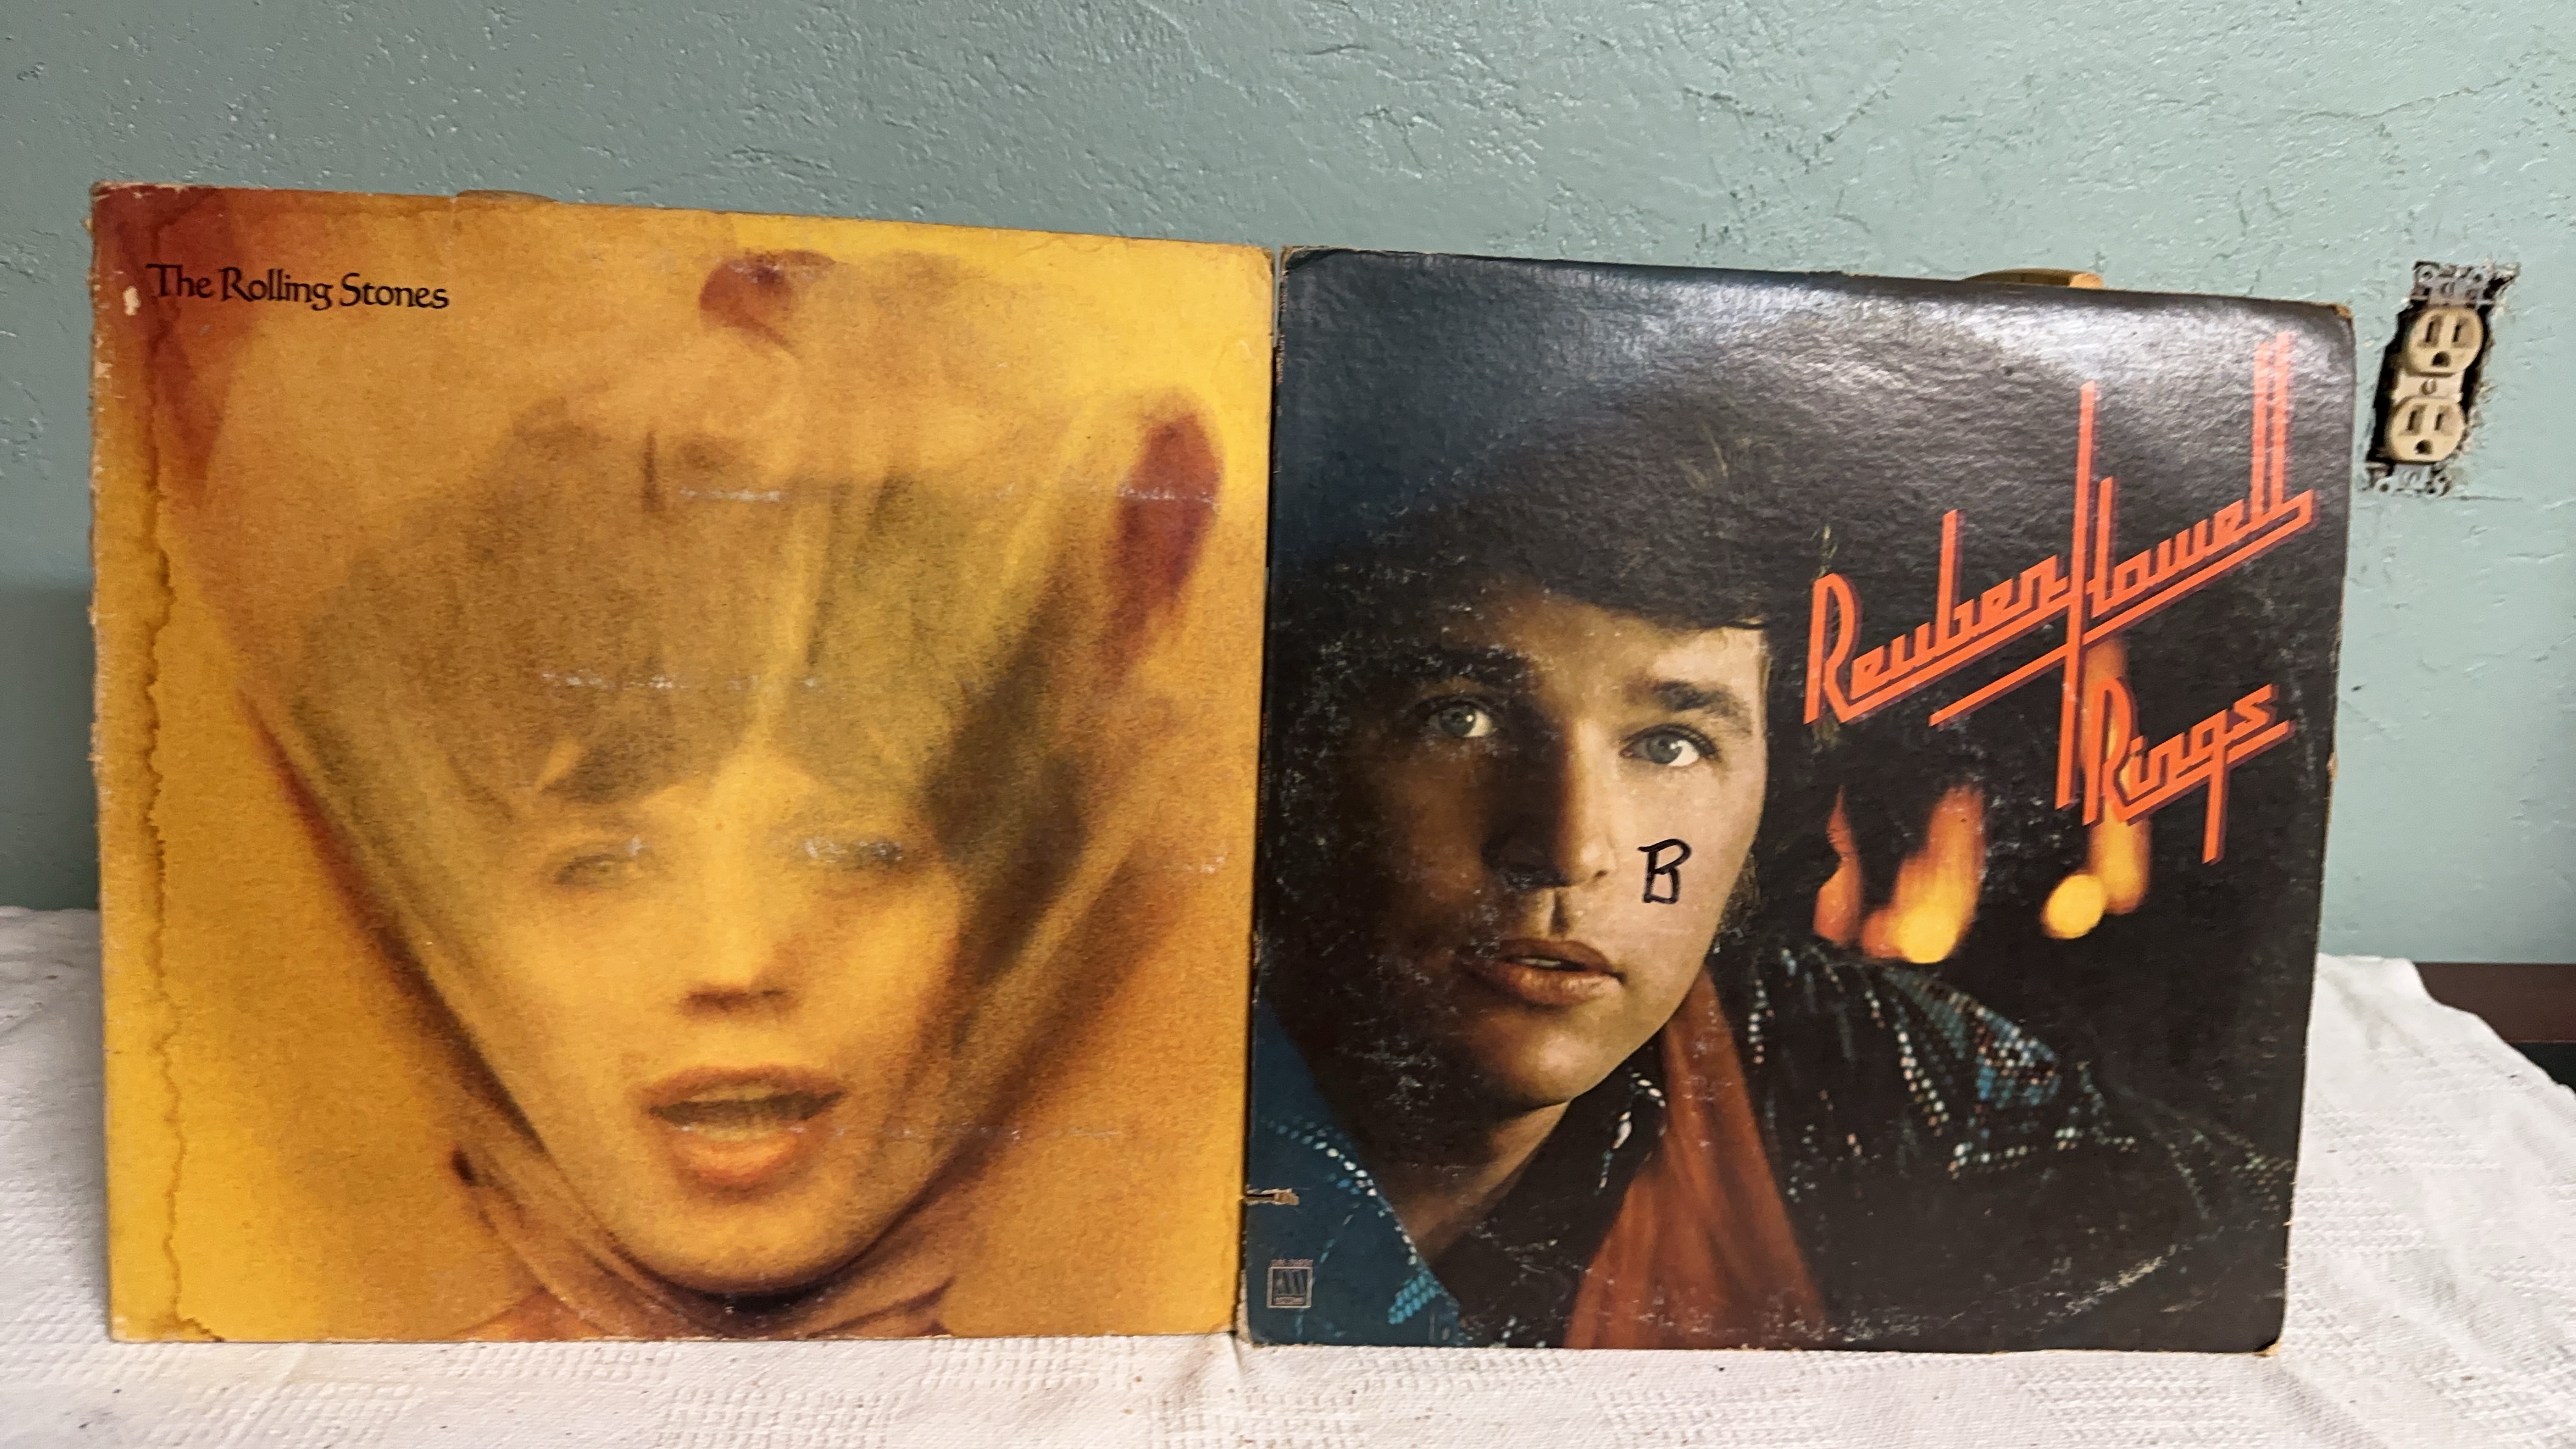 The Rolling Stones
Reuben Howell
Rings
B